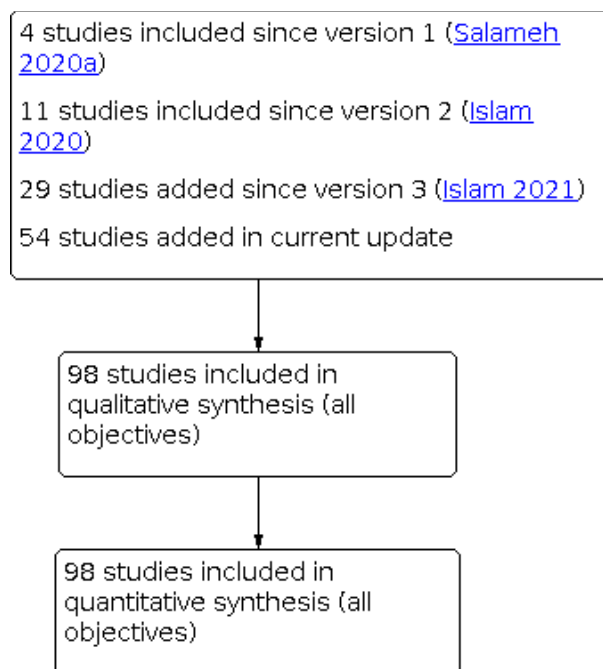 4 studies included since version 1 (Salameh
2020a)
11 studies included since version 2 (Islam
2020)
29 studies added since version 3 (Islam 2021)
54 studies added in current update
98 studies included in
qualitative synthesis (all
objectives)
98 studies included in
quantitative synthesis (all
objectives)